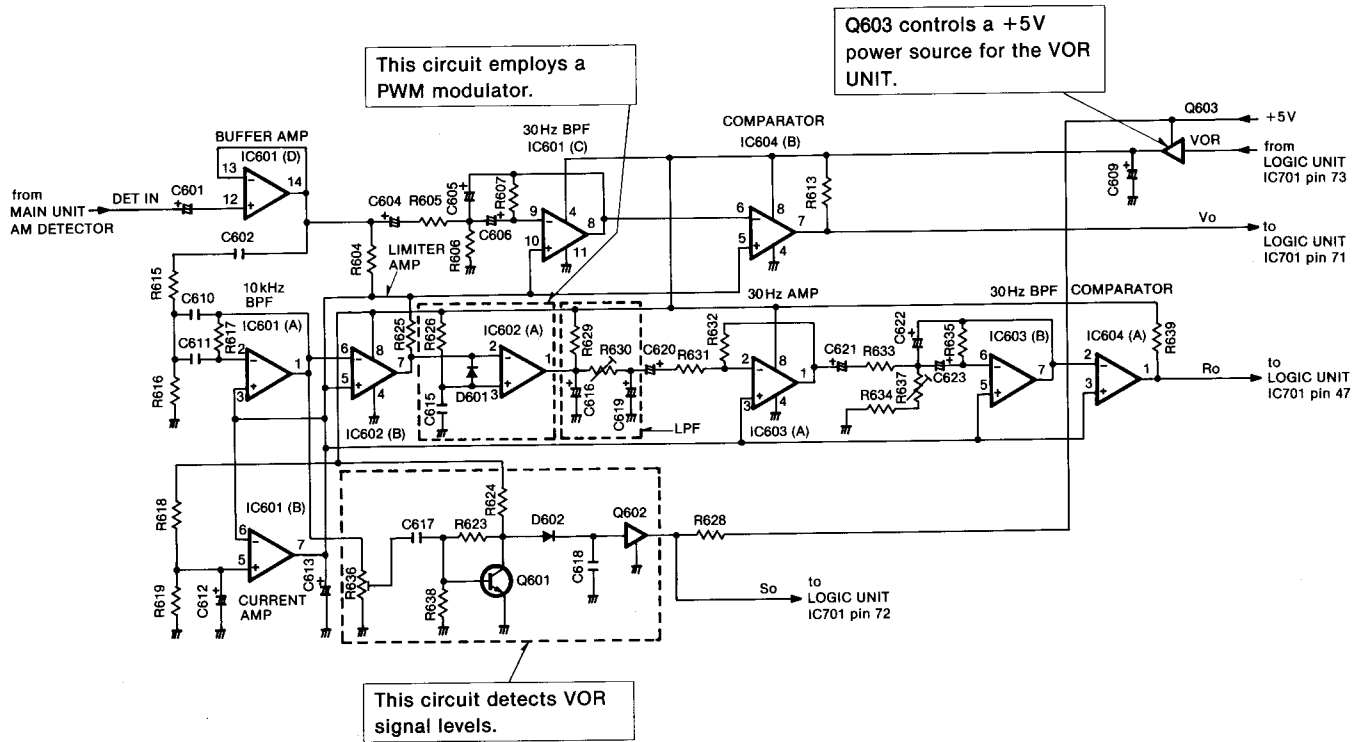 Q603 controls a +5V
power source for the VOR
UNIT.
This circuit employs a
PWM modulator.
Q603
+5V
BUFFER AMP
IC601 (D)
30Hz BPF
IC601 (C)
COMPARATOR
IC604 (B)
VOR
from
LOGIC UNIT
IC701 pin 73
C609
from
MAIN UNIT
AM DETECTOR
DET IN
C601
13
12
14
C604
R605
C605
R607
C606
R606
9
10
4
8
11
R613
6
5
8
7
4
Vo
to
LOGIC UNIT
IC701 pin 71
C602
R604
LIMITER
AMP
R615
C610
R617
C611
R616
10kHz
BPF
IC601 (A)
2
3
1
6
5
8
7
4
IC602 (B)
R625
R626
IC602 (A)
2
3
1
D601
C615
R629
R630
C616
C619
LPF
C620
R631
R632
30Hz AMP
2
3
8
1
4
IC603 (A)
C621
R633
R634
R637
C622
R635
C623
30Hz BPF
IC603 (B)
6
5
7
COMPARATOR
IC604 (A)
2
3
1
R639
Ro
to
LOGIC UNIT
IC701 pin 47
R618
R619
C612
IC601 (B)
6
5
7
CURRENT
AMP
C613
R636
C617
R623
R638
R624
Q601
D602
C618
Q602
R628
So
to
LOGIC UNIT
IC701 pin 72
This circuit detects VOR
signal levels.